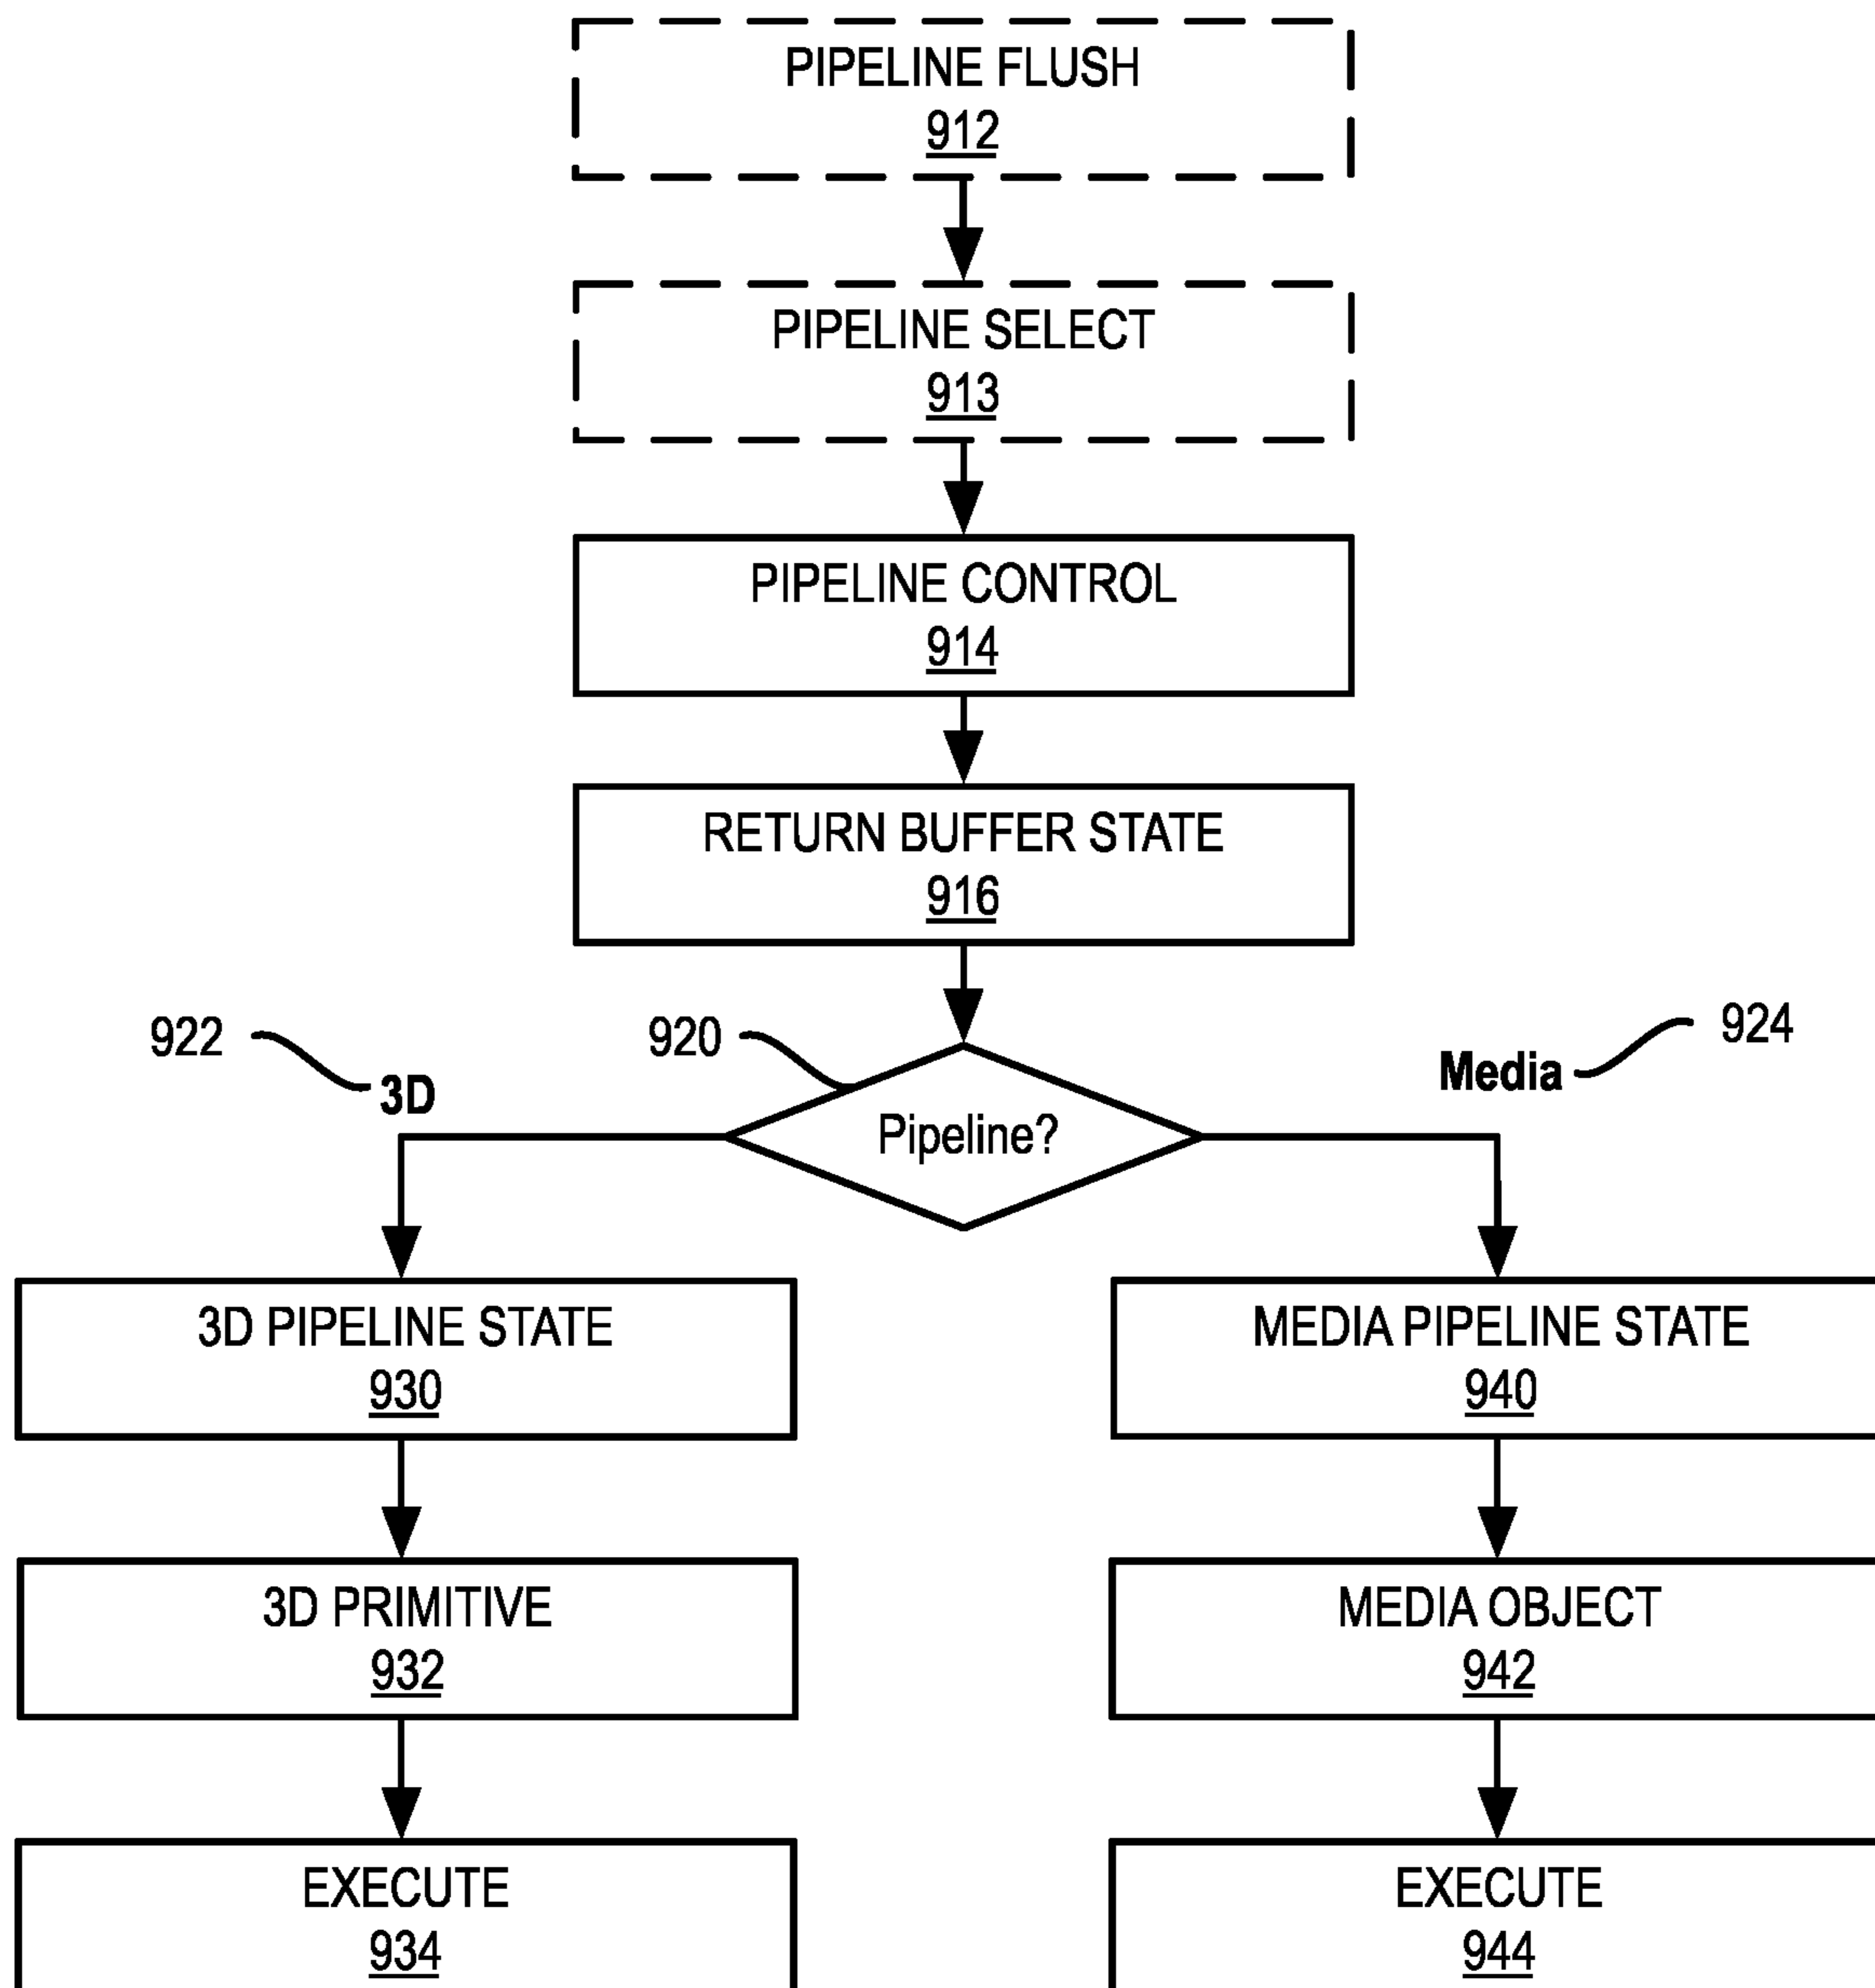 PIPELINE FLUSH
912
PIPELINE SELECT
913
PIPELINE CONTROL
914
RETURN BUFFER STATE
916
922
920
924
3D
Media
Pipeline?
3D PIPELINE STATE
930
MEDIA PIPELINE STATE
940
3D PRIMITIVE
932
MEDIA OBJECT
942
EXECUTE
934
EXECUTE
944